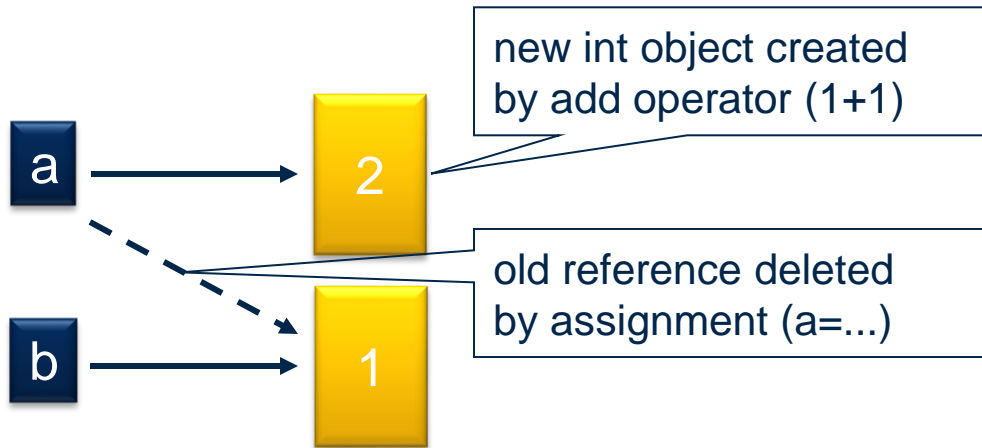 new int object created
by add operator (1+1)
a
2
old reference deleted
by assignment (a=...)
b
1